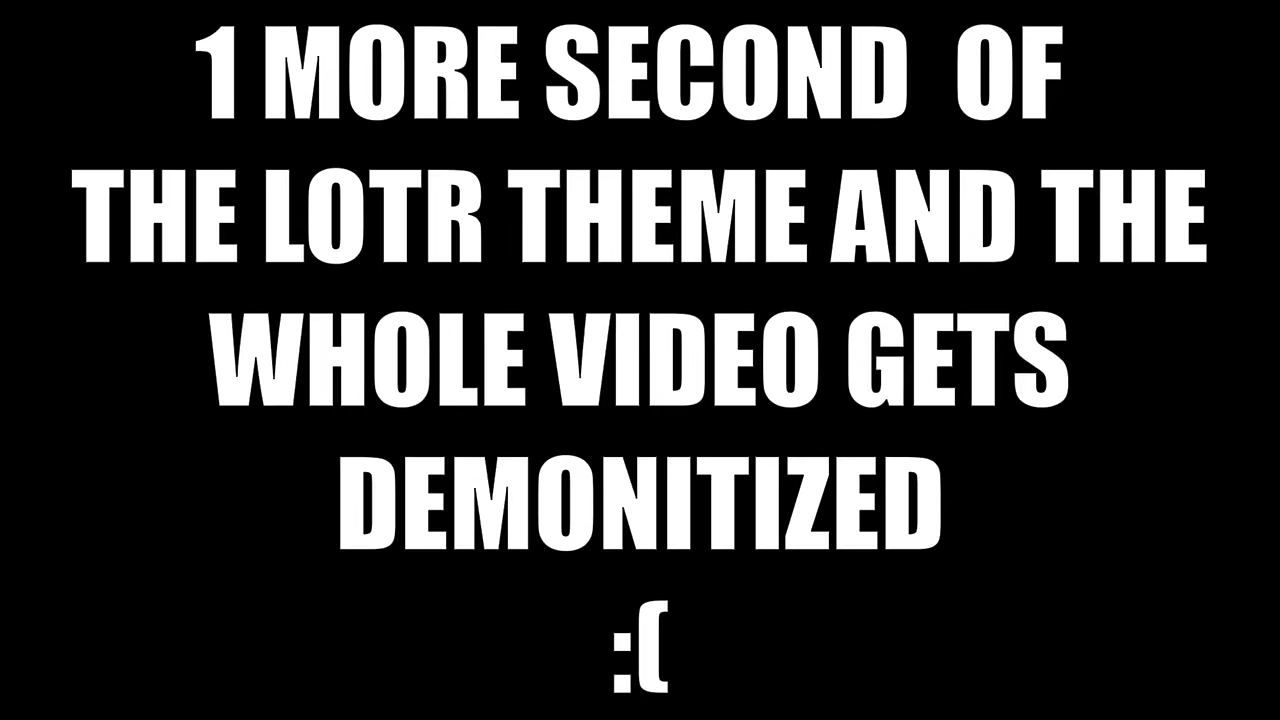 1 MORE SECOND  OF
THE LOTR THEME AND THE
WHOLE VIDEO GETS
DEMONITIZED
:(